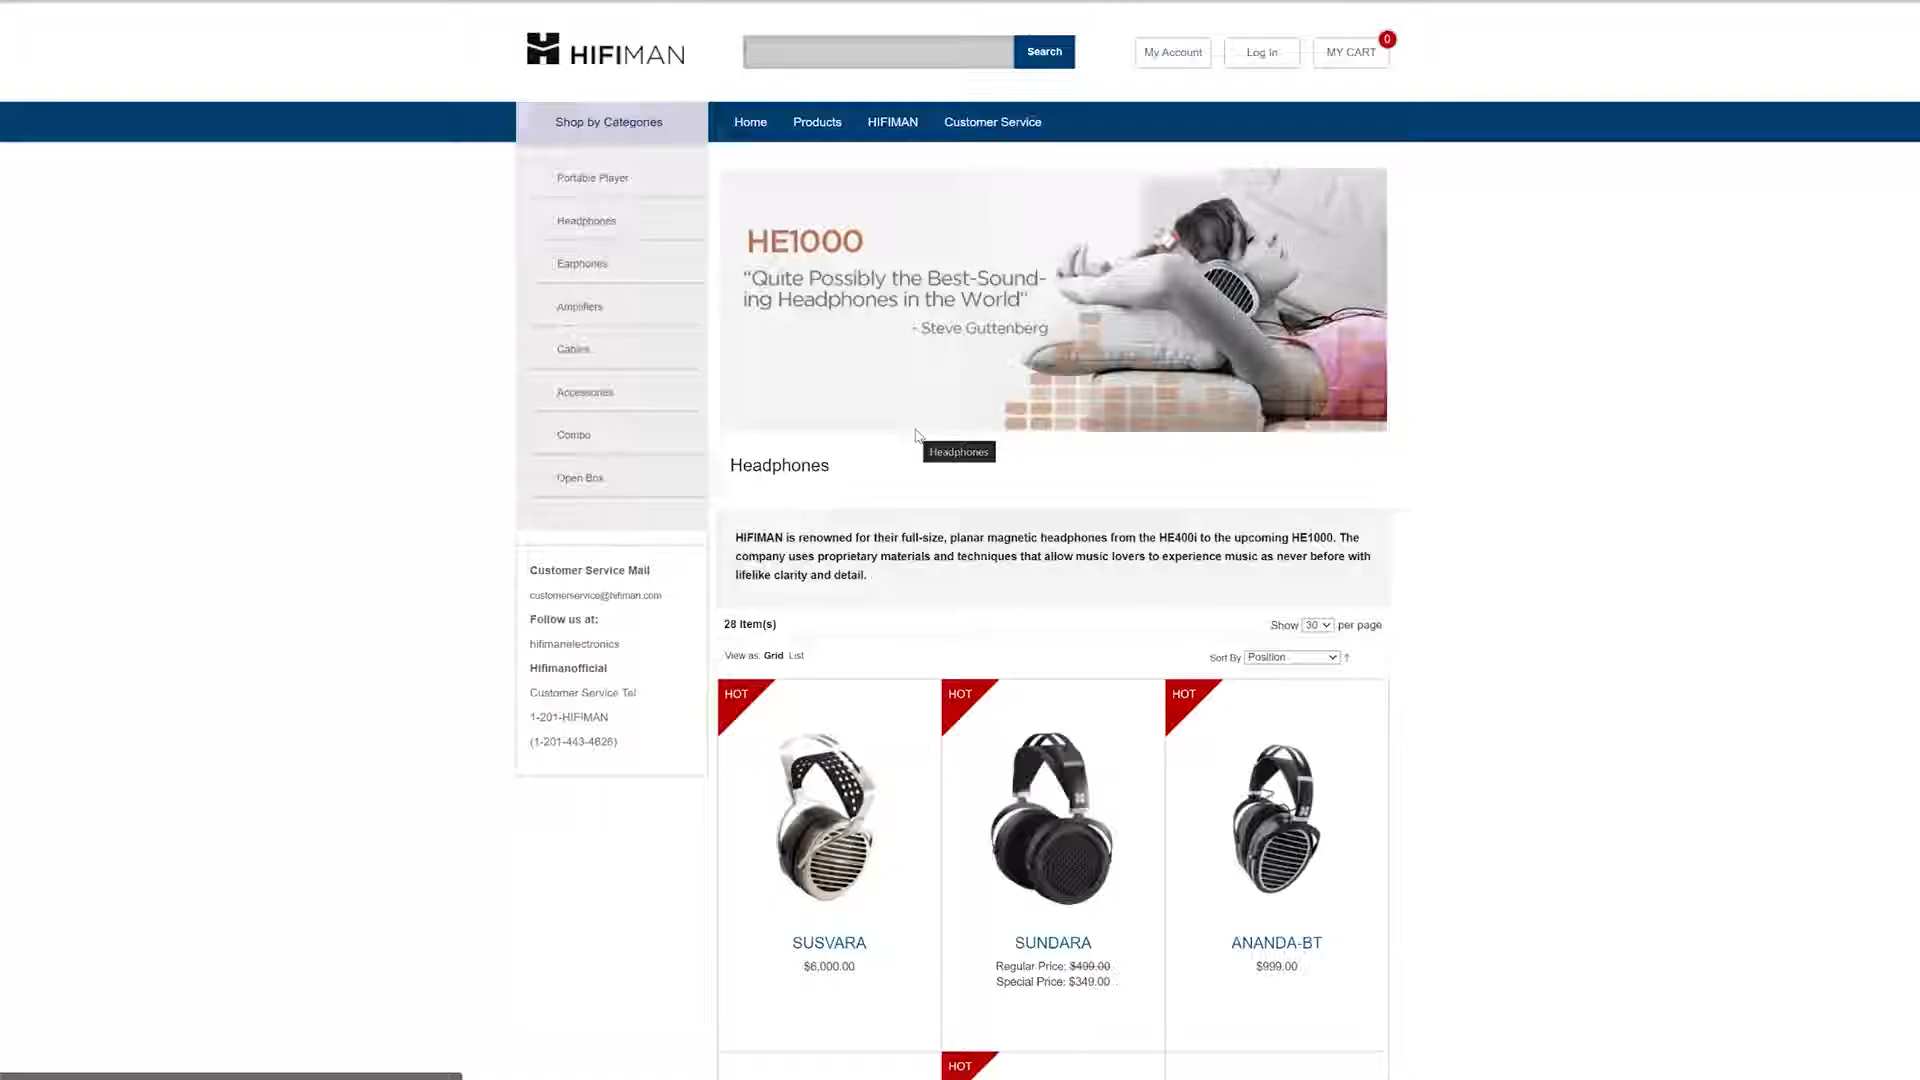 HIFIMAN
Search
My Account
Log In
MY CART
0
Shop by Categories
Home
Products
HIFIMAN
Customer Service
Portable Player
Headphones
Earphones
Amplifiers
Cables
Accessories
Combo
Open Box
Customer Service Mail
customerservice@hifiman.com
Follow us at:
hifimanelectronics
Hifimanofficial
Customer Service Tel
1-201-HIFIMAN
(1-201-443-4626)
HE1000
"Quite Possibly the Best-Sound-
ing Headphones in the World"
- Steve Guttenberg
Headphones
Headphones
HIFIMAN is renowned for their full-size, planar magnetic headphones from the HE400i to the upcoming HE1000. The
company uses proprietary materials and techniques that allow music lovers to experience music as never before with
lifelike clarity and detail.
28 Item(s)
Show 30 per page
View as: Grid List
Sort By Position
HOT
HOT
HOT
SUSVARA
$6,000.00
SUNDARA
Regular Price: $499.00
Special Price: $349.00
ANANDA-BT
$999.00
HOT